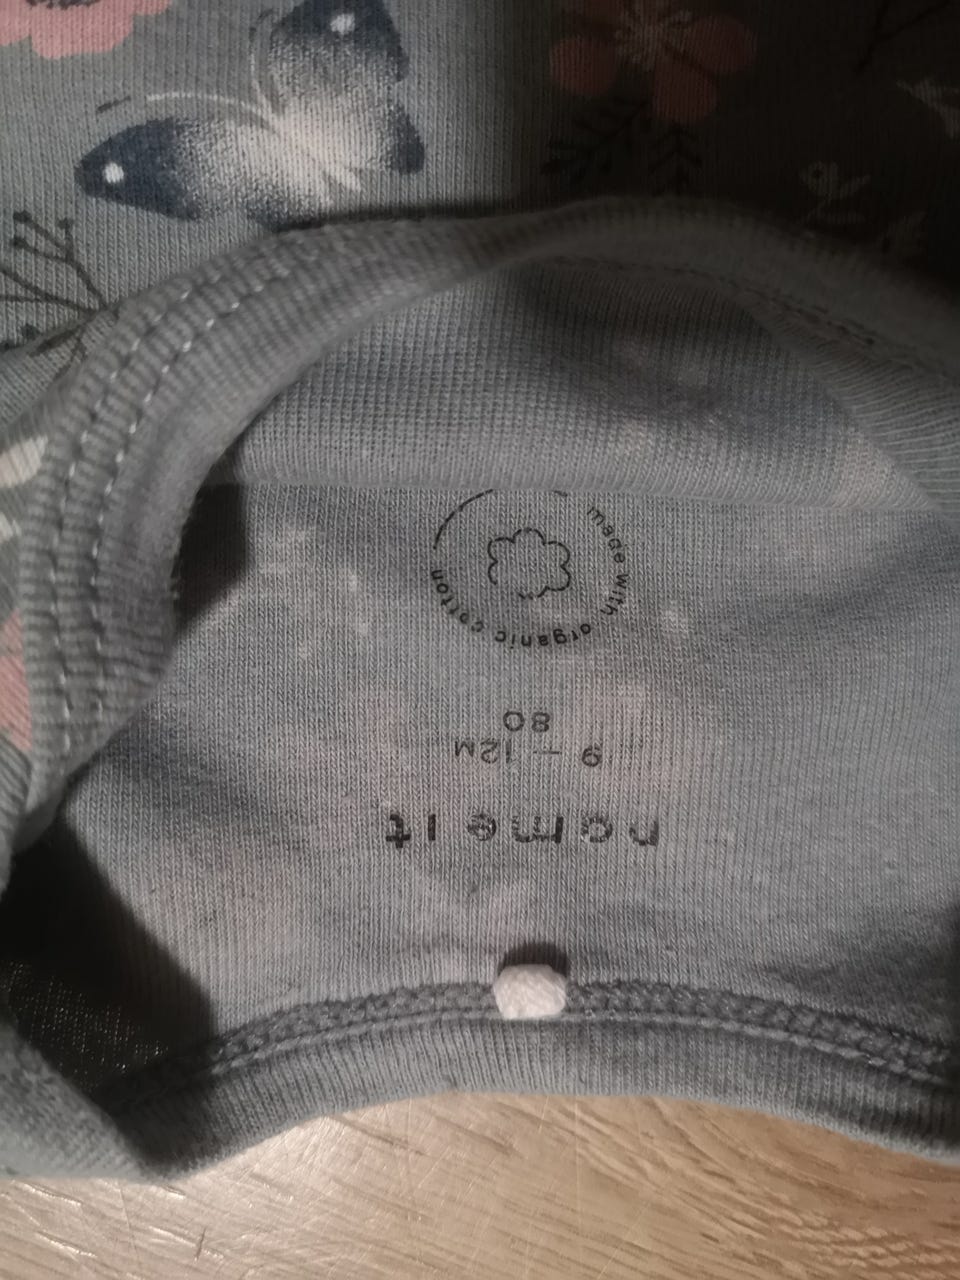 name it
9 - 12M
80
made with organic cotton